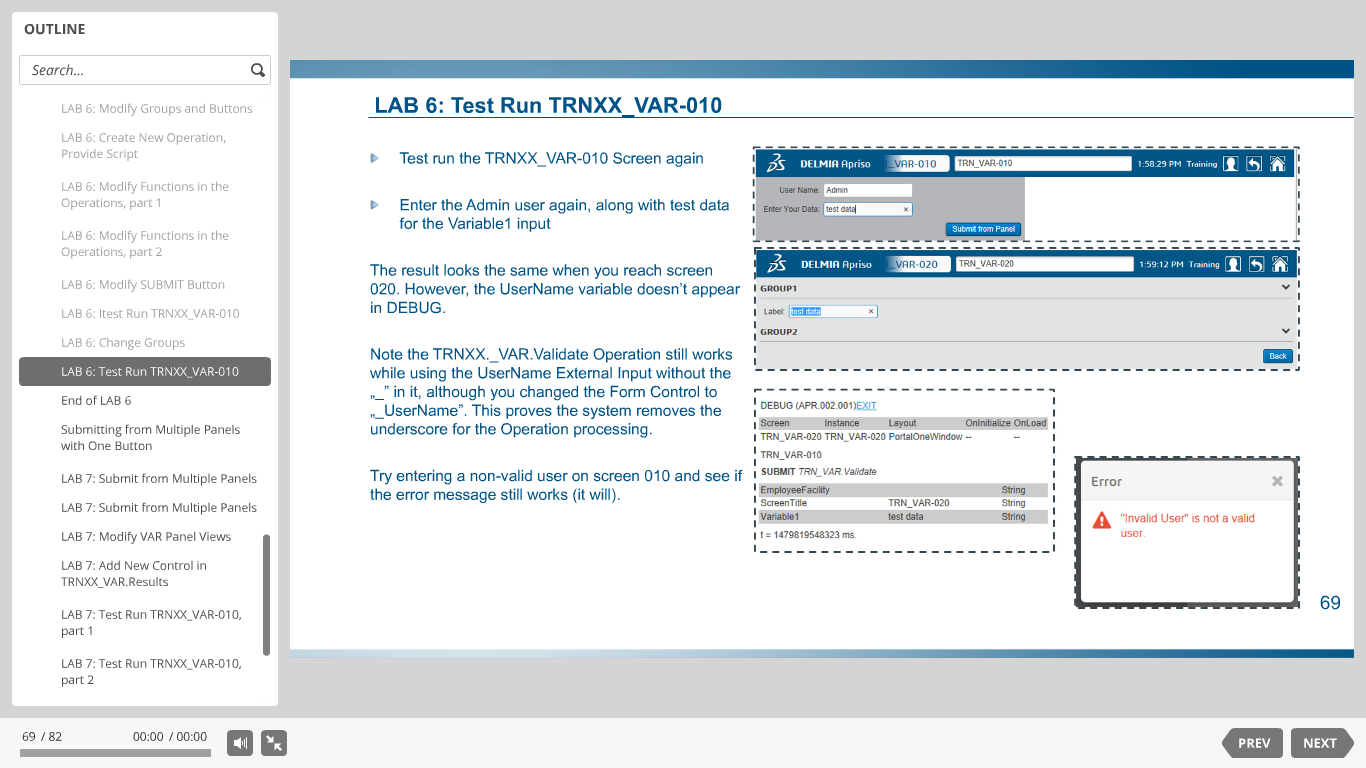 OUTLINE
Search...
LAB 6: Modify Groups and Buttons
LAB 6: Create New Operation,
Provide Script
LAB 6: Modify Functions in the
Operations, part 1
LAB 6: Modify Functions in the
Operations, part 2
LAB 6: Modify SUBMIT Button
LAB 6: Itest Run TRNXX_VAR-010
LAB 6: Change Groups
LAB 6: Test Run TRNXX_VAR-010
End of LAB 6
Submitting from Multiple Panels
with One Button
LAB 7: Submit from Multiple Panels
LAB 7: Submit from Multiple Panels
LAB 7: Modify VAR Panel Views
LAB 7: Add New Control in
TRNXX_VAR.Results
LAB 7: Test Run TRNXX_VAR-010,
part 1
LAB 7: Test Run TRNXX_VAR-010,
part 2
LAB 6: Test Run TRNXX_VAR-010
Test run the TRNXX_VAR-010 Screen again
Enter the Admin user again, along with test data
for the Variable1 input
The result looks the same when you reach screen
020. However, the UserName variable doesn’t appear
in DEBUG.
Note the TRNXX._VAR.Validate Operation still works
while using the UserName External Input without the
„_” in it, although you changed the Form Control to
„_UserName”. This proves the system removes the
underscore for the Operation processing.
Try entering a non-valid user on screen 010 and see if
the error message still works (it will).
DELMIA Apriso _VAR-010 TRN_VAR-010 1:58:29 PM Training
User Name: Admin
Enter Your Data: test data ×
Submit from Panel
DELMIA Apriso VAR-020 TRN_VAR-020 1:59:12 PM Training
GROUP1
Label: test data ×
GROUP2
Back
DEBUG (APR.002.001)EXIT
Screen Instance Layout OnInitialize OnLoad
TRN_VAR-020 TRN_VAR-020 PortalOneWindow -- --
TRN_VAR-010
SUBMIT TRN_VAR.Validate
EmployeeFacility String
ScreenTitle TRN_VAR-020 String
Variable1 test data String
t = 1479819548323 ms.
Error ×
"Invalid User" is not a valid
user.
69
69 / 82 00:00 / 00:00
PREV NEXT